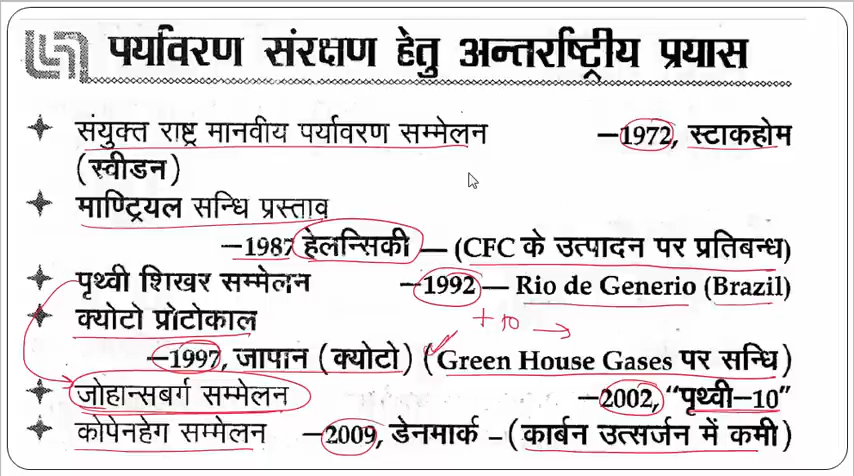 पर्यावरण संरक्षण हेतु अन्तर्राष्ट्रीय प्रयास
संयुक्त राष्ट्र मानवीय पर्यावरण सम्मेलन –1972, स्टाकहोम
(स्वीडन)
माण्ट्रियल सन्धि प्रस्ताव
–1987 हेलन्सिकी – (CFC के उत्पादन पर प्रतिबन्ध)
पृथ्वी शिखर सम्मेलन –1992 – Rio de Generio (Brazil)
क्योटो प्रोटोकाल + 10
–1997, जापान (क्योटो) (Green House Gases पर सन्धि)
जोहान्सबर्ग सम्मेलन –2002, “पृथ्वी–10”
कोपेनहेग सम्मेलन –2009, डेनमार्क – (कार्बन उत्सर्जन में कमी)